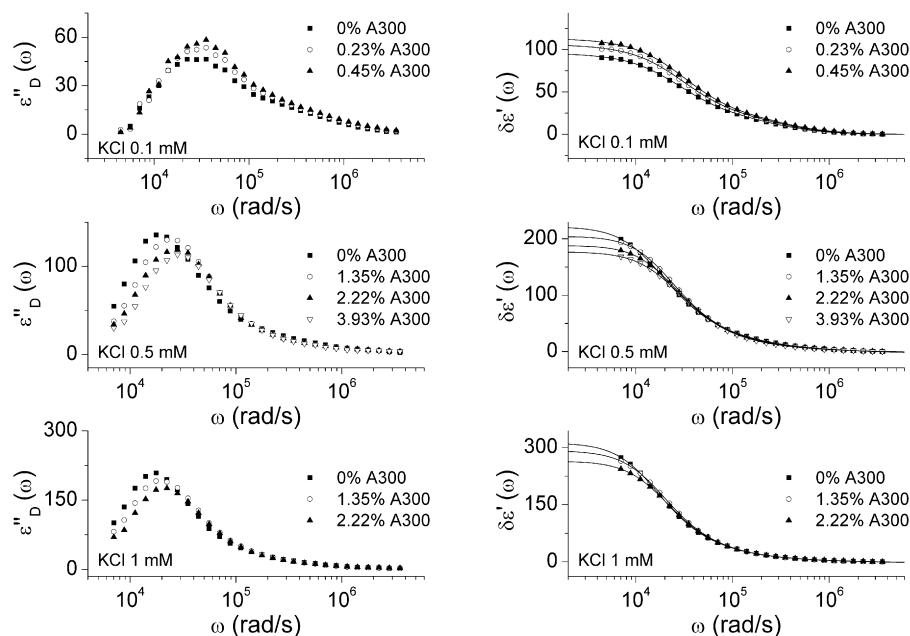 60
30
0
ε"D (ω)
0% A300
0.23% A300
0.45% A300
KCl 0.1 mM
10⁴ 10⁵ 10⁶
ω (rad/s)
100
50
0
δε' (ω)
0% A300
0.23% A300
0.45% A300
KCl 0.1 mM
10⁴ 10⁵ 10⁶
ω (rad/s)
100
0
ε"D (ω)
0% A300
1.35% A300
2.22% A300
3.93% A300
KCl 0.5 mM
10⁴ 10⁵ 10⁶
ω (rad/s)
200
100
0
δε' (ω)
0% A300
1.35% A300
2.22% A300
3.93% A300
KCl 0.5 mM
10⁴ 10⁵ 10⁶
ω (rad/s)
300
150
0
ε"D (ω)
0% A300
1.35% A300
2.22% A300
KCl 1 mM
10⁴ 10⁵ 10⁶
ω (rad/s)
300
150
0
δε' (ω)
0% A300
1.35% A300
2.22% A300
KCl 1 mM
10⁴ 10⁵ 10⁶
ω (rad/s)